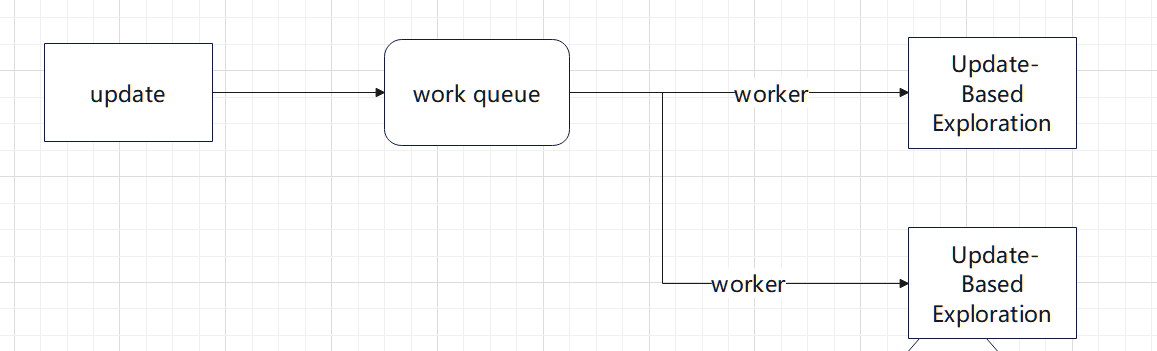 update
work queue
worker
Update-
Based
Exploration
worker
Update-
Based
Exploration